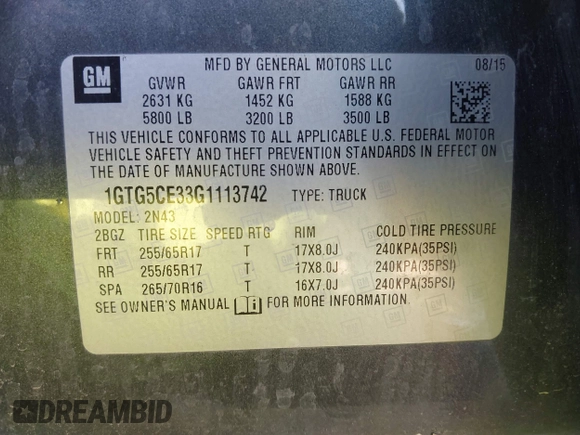 GM
MFD BY GENERAL MOTORS LLC 08/15
GVWR GAWR FRT GAWR RR
2631 KG 1452 KG 1588 KG
5800 LB 3200 LB 3500 LB
THIS VEHICLE CONFORMS TO ALL APPLICABLE U.S. FEDERAL MOTOR
VEHICLE SAFETY AND THEFT PREVENTION STANDARDS IN EFFECT ON
THE DATE OF MANUFACTURE SHOWN ABOVE.
1GTG5CE33G1113742 TYPE: TRUCK
MODEL: 2N43
2BGZ TIRE SIZE SPEED RTG RIM COLD TIRE PRESSURE
FRT 255/65R17 T 17X8.0J 240KPA(35PSI)
RR 255/65R17 T 17X8.0J 240KPA(35PSI)
SPA 265/70R16 T 16X7.0J 240KPA(35PSI)
SEE OWNER'S MANUAL FOR MORE INFORMATION.
DREAMBID